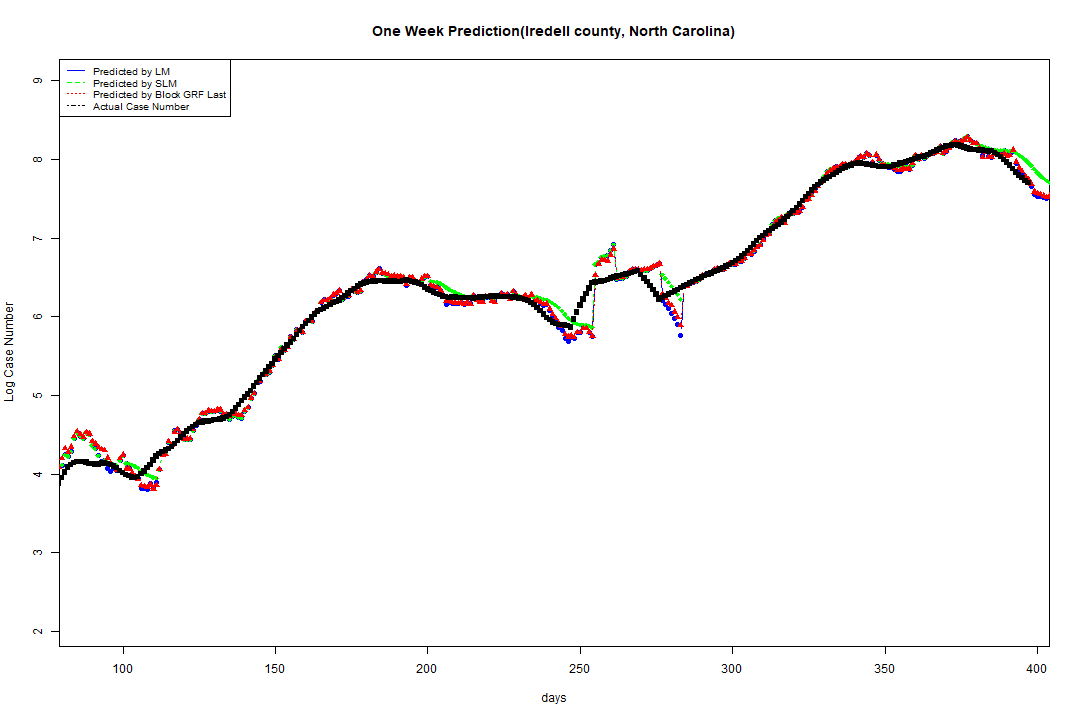 One Week Prediction(Iredell county, North Carolina)
Predicted by LM
Predicted by SLM
Predicted by Block GRF Last
Actual Case Number
9
8
7
6
5
4
3
2
Log Case Number
100 150 200 250 300 350 400
days